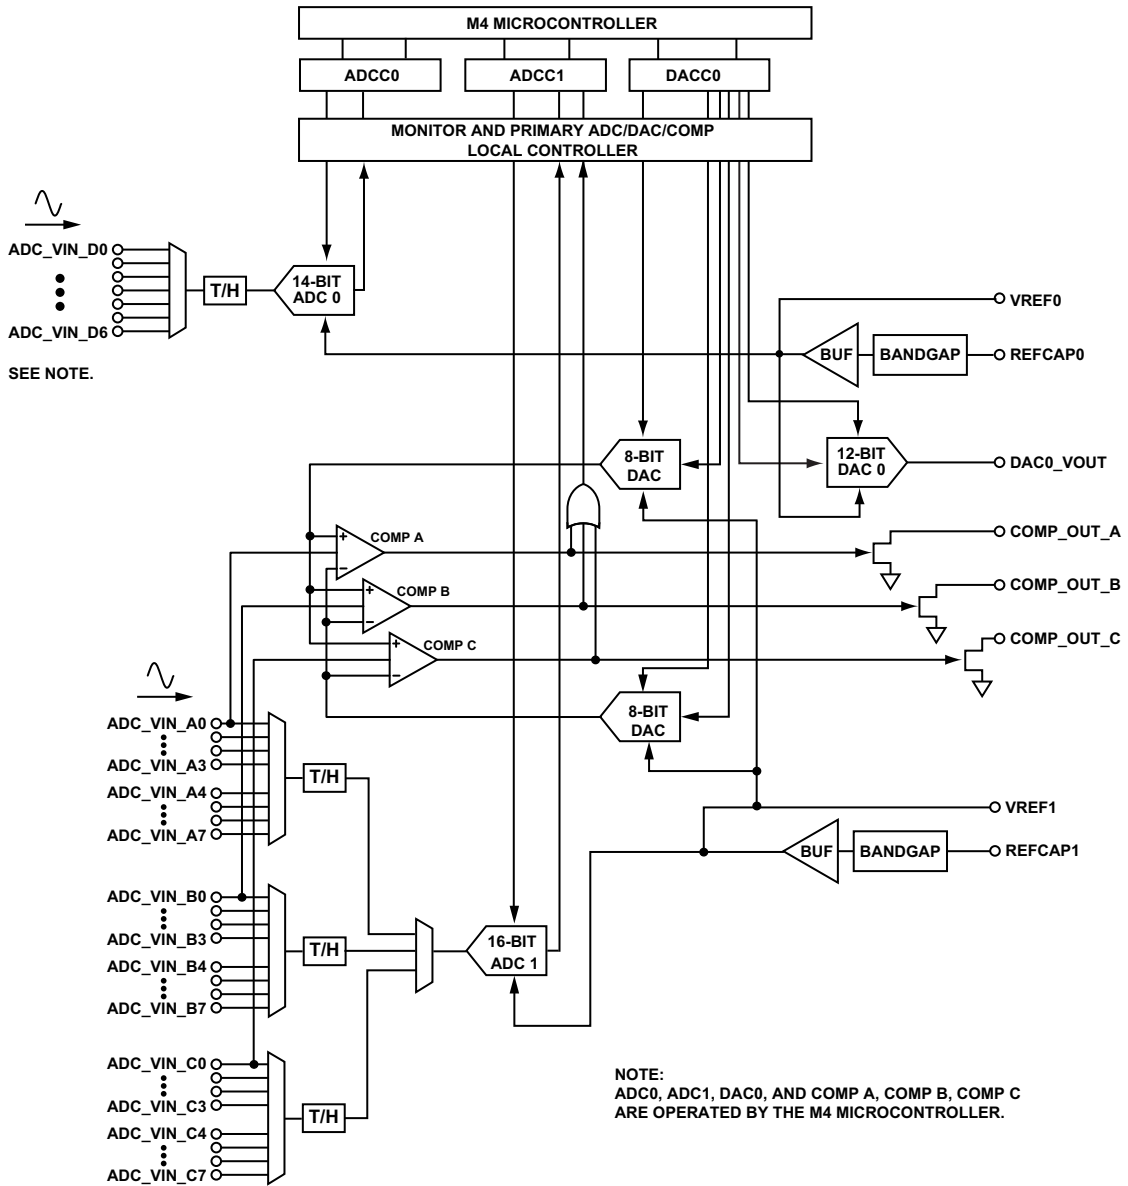 M4 MICROCONTROLLER
ADCC0
ADCC1
DACC0
MONITOR AND PRIMARY ADC/DAC/COMP
LOCAL CONTROLLER
ADC_VIN_D0
ADC_VIN_D6
SEE NOTE.
T/H
14-BIT
ADC 0
VREF0
BUF
BANDGAP
REFCAP0
8-BIT
DAC
12-BIT
DAC 0
DAC0_VOUT
COMP A
+
−
COMP_OUT_A
COMP B
+
−
COMP_OUT_B
COMP C
+
−
COMP_OUT_C
8-BIT
DAC
ADC_VIN_A0
ADC_VIN_A3
ADC_VIN_A4
ADC_VIN_A7
T/H
VREF1
BUF
BANDGAP
REFCAP1
ADC_VIN_B0
ADC_VIN_B3
ADC_VIN_B4
ADC_VIN_B7
T/H
16-BIT
ADC 1
ADC_VIN_C0
ADC_VIN_C3
ADC_VIN_C4
ADC_VIN_C7
T/H
NOTE:
ADC0, ADC1, DAC0, AND COMP A, COMP B, COMP C
ARE OPERATED BY THE M4 MICROCONTROLLER.